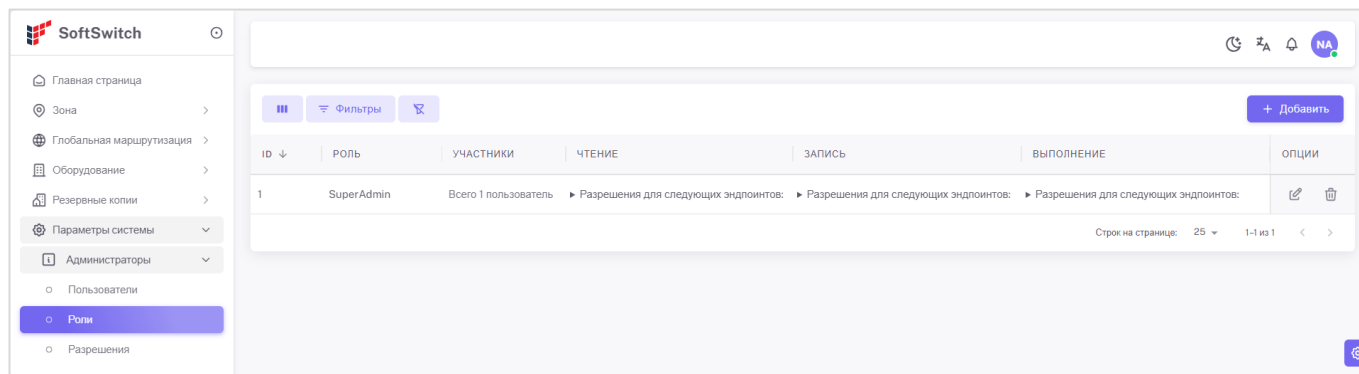 SoftSwitch
NA
Главная страница
Зона
Глобальная маршрутизация
Оборудование
Резервные копии
Параметры системы
Администраторы
Пользователи
Роли
Разрешения
Фильтры
+ Добавить
ID ↓ РОЛЬ УЧАСТНИКИ ЧТЕНИЕ ЗАПИСЬ ВЫПОЛНЕНИЕ ОПЦИИ
1 SuperAdmin Всего 1 пользователь ▸ Разрешения для следующих эндпоинтов: ▸ Разрешения для следующих эндпоинтов: ▸ Разрешения для следующих эндпоинтов:
Строк на странице: 25 1–1 из 1